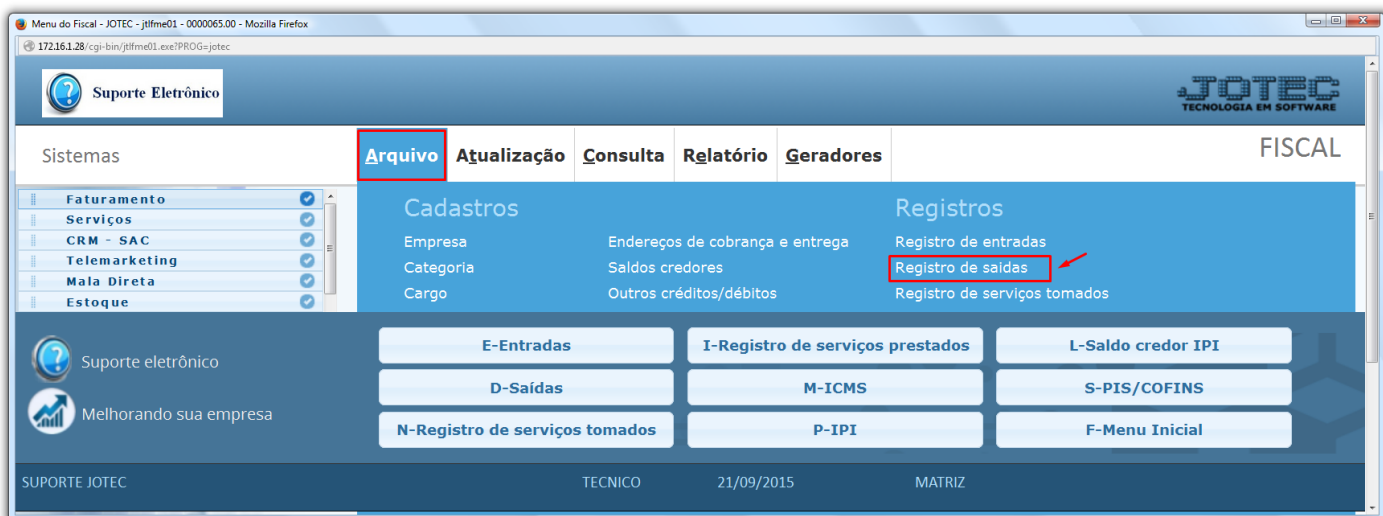 Menu do Fiscal - JOTEC - jtlfme01 - 0000065.00 - Mozilla Firefox
172.16.1.28/cgi-bin/jtlfme01.exe?PROG=jotec
Suporte Eletrônico
JOTEC
TECNOLOGIA EM SOFTWARE
Sistemas
Arquivo Atualização Consulta Relatório Geradores
FISCAL
Faturamento
Serviços
CRM - SAC
Telemarketing
Mala Direta
Estoque
Cadastros
Registros
Empresa Endereços de cobrança e entrega Registro de entradas
Categoria Saldos credores Registro de saidas
Cargo Outros créditos/débitos Registro de serviços tomados
Suporte eletrônico
Melhorando sua empresa
E-Entradas I-Registro de serviços prestados L-Saldo credor IPI
D-Saídas M-ICMS S-PIS/COFINS
N-Registro de serviços tomados P-IPI F-Menu Inicial
SUPORTE JOTEC TECNICO 21/09/2015 MATRIZ